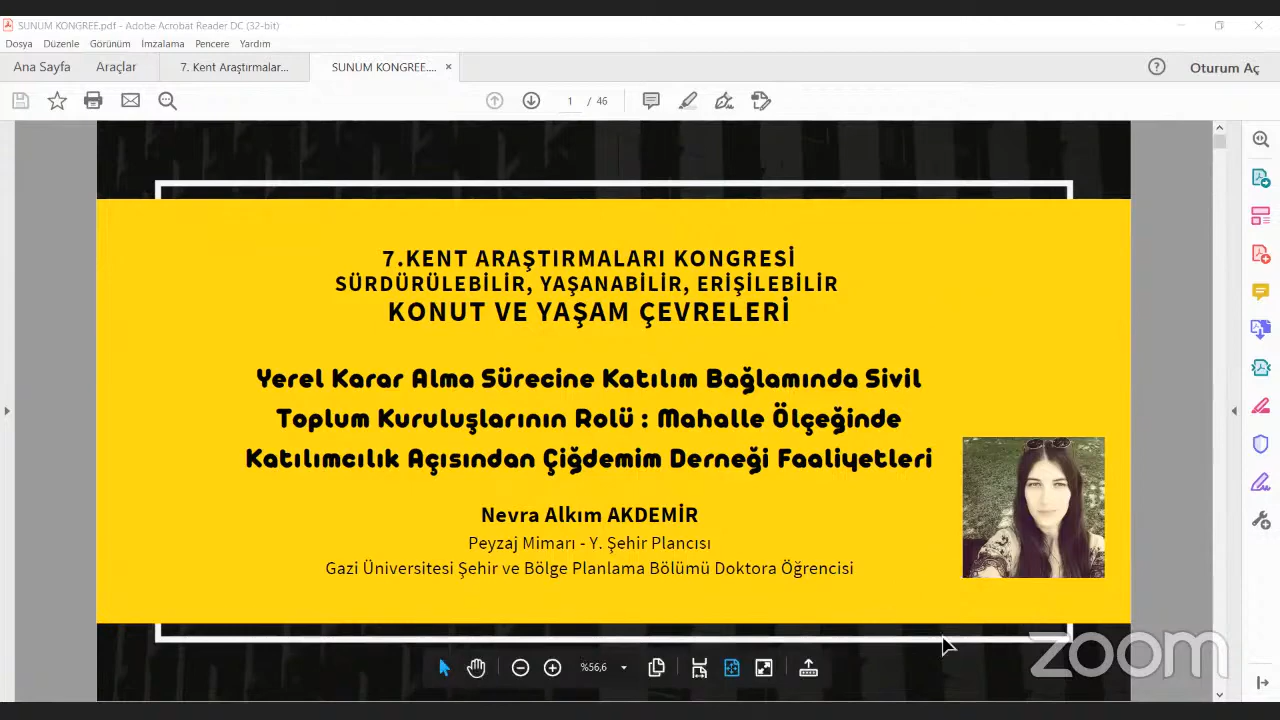 SUNUM KONGREE.pdf - Adobe Acrobat Reader DC (32-bit)
Dosya Düzenle Görünüm İmzalama Pencere Yardım
Ana Sayfa Araçlar 7. Kent Araştırmalar... SUNUM KONGREE.... × Oturum Aç
1 / 46
7.KENT ARAŞTIRMALARI KONGRESİ
SÜRDÜRÜLEBİLİR, YAŞANABİLİR, ERİŞİLEBİLİR
KONUT VE YAŞAM ÇEVRELERİ
Yerel Karar Alma Sürecine Katılım Bağlamında Sivil
Toplum Kuruluşlarının Rolü : Mahalle Ölçeğinde
Katılımcılık Açısından Çiğdemim Derneği Faaliyetleri
Nevra Alkım AKDEMİR
Peyzaj Mimarı - Y. Şehir Plancısı
Gazi Üniversitesi Şehir ve Bölge Planlama Bölümü Doktora Öğrencisi
%56,6
zoom